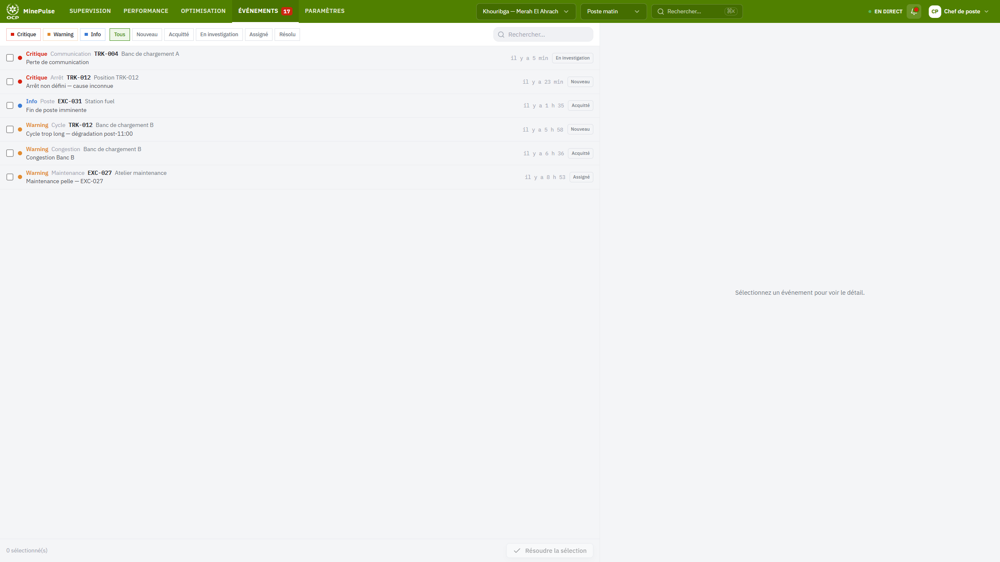 OCP
MinePulse
SUPERVISION
PERFORMANCE
OPTIMISATION
ÉVÉNEMENTS 17
PARAMÈTRES
Khouribga — Merah El Ahrach
Poste matin
Rechercher... ⌘K
EN DIRECT
CP Chef de poste
Critique
Warning
Info
Tous
Nouveau
Acquitté
En investigation
Assigné
Résolu
Rechercher...
Critique Communication TRK-004 Banc de chargement A
Perte de communication
il y a 5 min En investigation
Critique Arrêt TRK-012 Position TRK-012
Arrêt non défini — cause inconnue
il y a 23 min Nouveau
Info Poste EXC-031 Station fuel
Fin de poste imminente
il y a 1 h 35 Acquitté
Warning Cycle TRK-012 Banc de chargement B
Cycle trop long — dégradation post-11:00
il y a 5 h 58 Nouveau
Warning Congestion Banc de chargement B
Congestion Banc B
il y a 6 h 36 Acquitté
Warning Maintenance EXC-027 Atelier maintenance
Maintenance pelle — EXC-027
il y a 8 h 53 Assigné
Sélectionnez un événement pour voir le détail.
0 sélectionné(s)
Résoudre la sélection